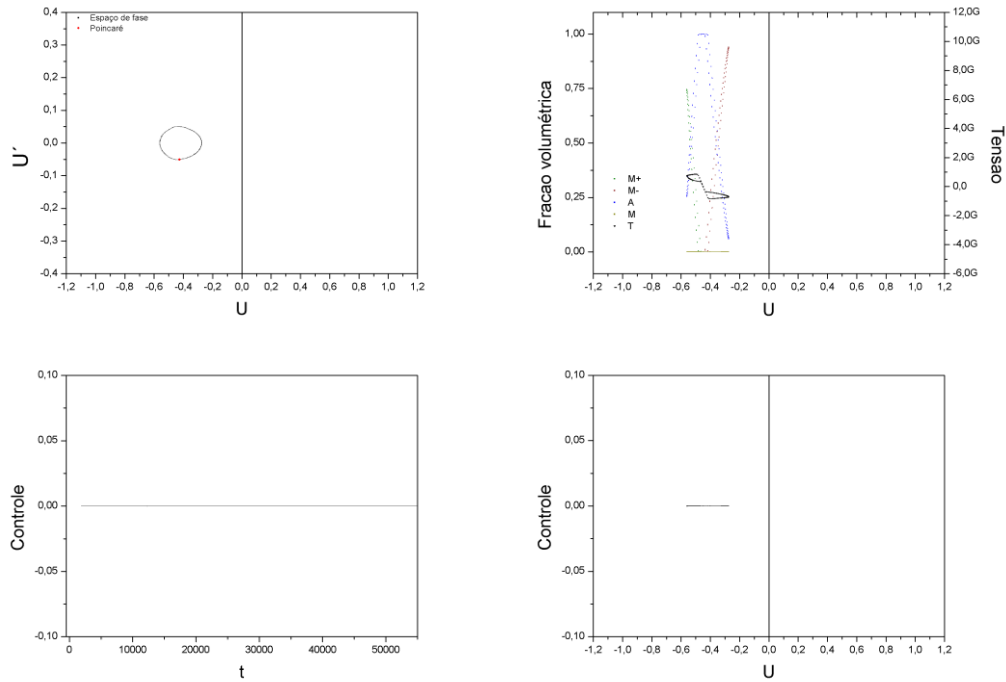 Espaço de fase
Poincaré
0,4
0,3
0,2
0,1
0,0
-0,1
-0,2
-0,3
-0,4
U´
-1,2 -1,0 -0,8 -0,6 -0,4 -0,2 0,0 0,2 0,4 0,6 0,8 1,0 1,2
U
1,00
0,75
0,50
0,25
0,00
Fracao volumétrica
M+
M-
A
M
T
12,0G
10,0G
8,0G
6,0G
4,0G
2,0G
0,0
-2,0G
-4,0G
-6,0G
Tensao
-1,2 -1,0 -0,8 -0,6 -0,4 -0,2 0,0 0,2 0,4 0,6 0,8 1,0 1,2
U
0,10
0,05
0,00
-0,05
-0,10
Controle
0 10000 20000 30000 40000 50000
t
0,10
0,05
0,00
-0,05
-0,10
Controle
-1,2 -1,0 -0,8 -0,6 -0,4 -0,2 0,0 0,2 0,4 0,6 0,8 1,0 1,2
U